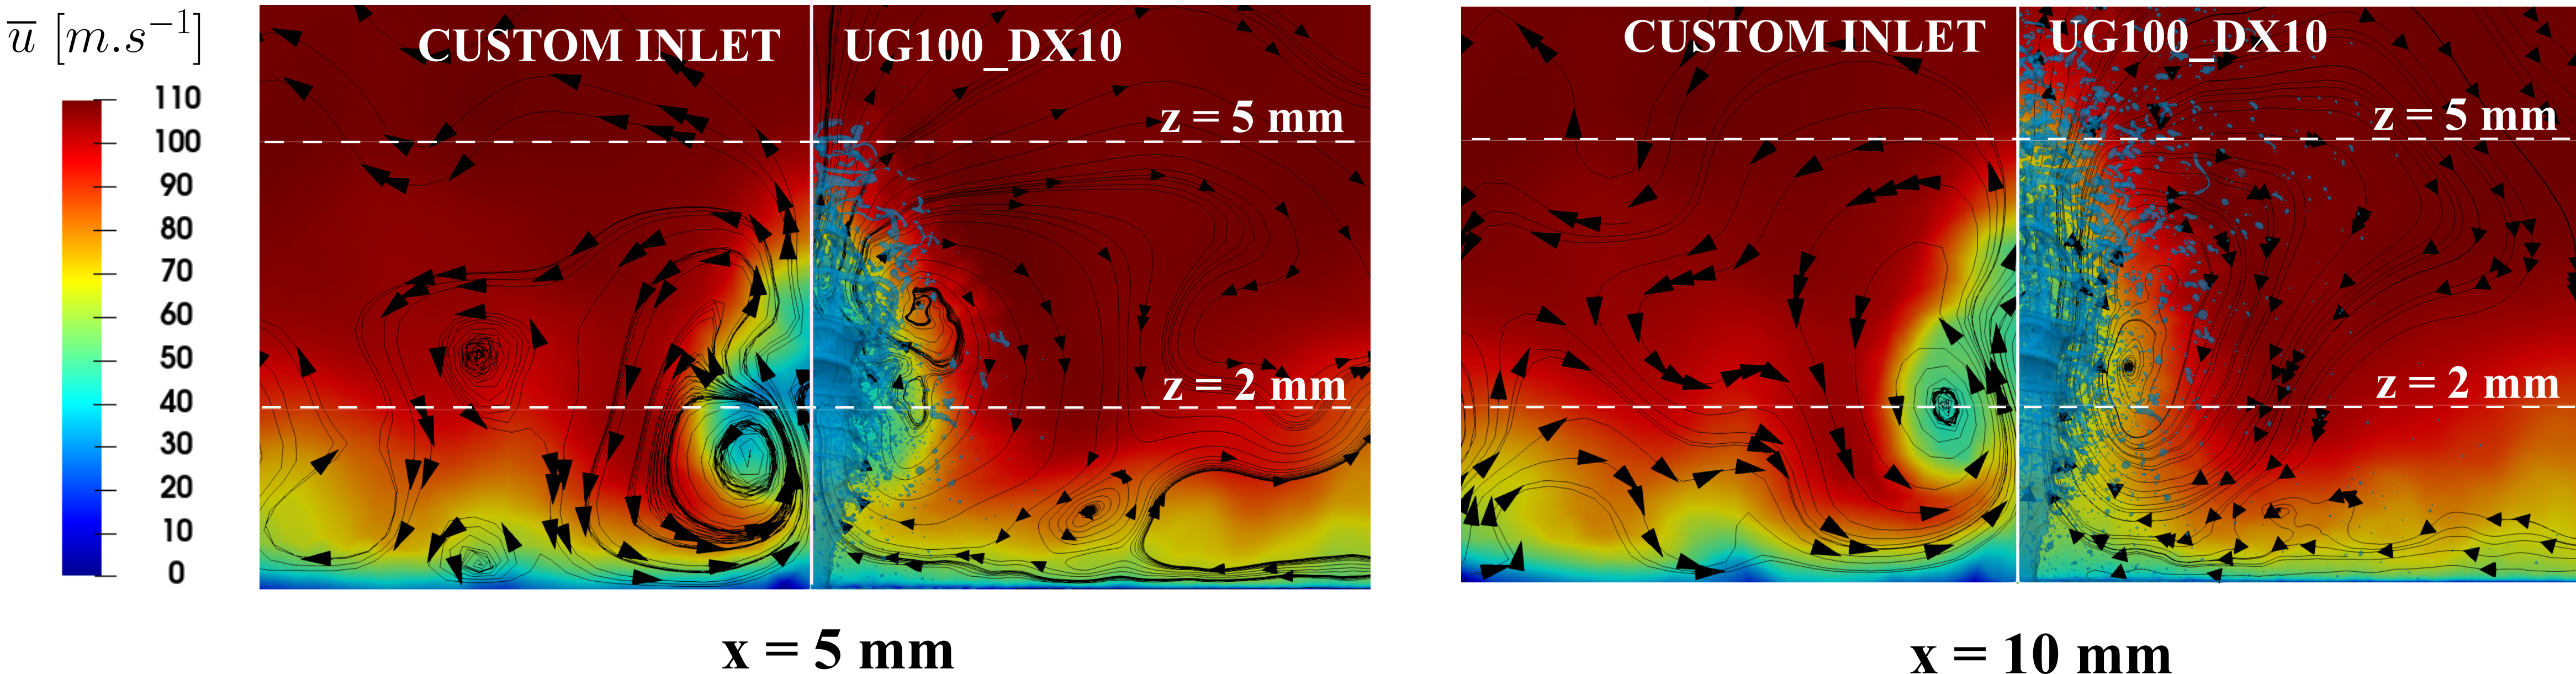 u̅ [m.s⁻¹]
110
100
90
80
70
60
50
40
30
20
10
0
CUSTOM INLET
UG100_DX10
z = 5 mm
z = 2 mm
x = 5 mm
CUSTOM INLET
UG100_DX10
z = 5 mm
z = 2 mm
x = 10 mm